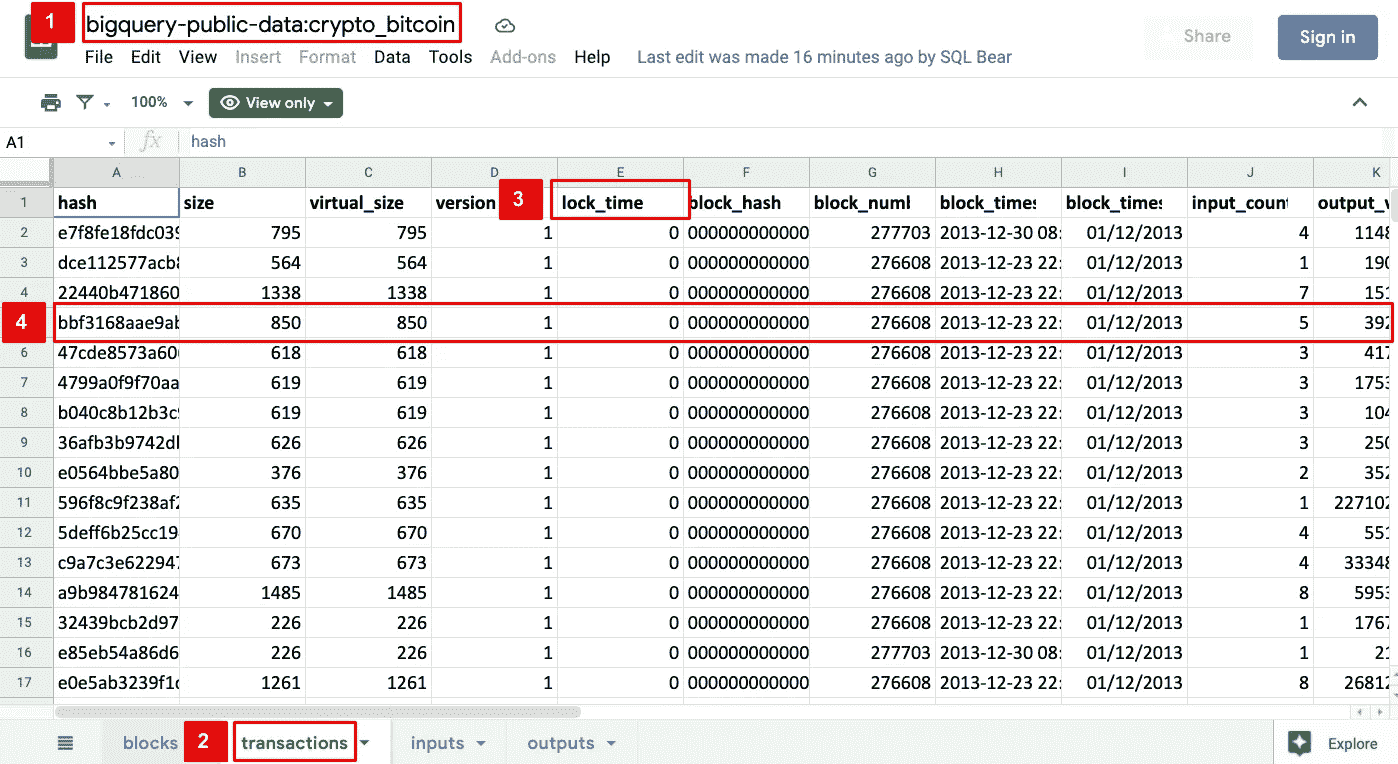 1 bigquery-public-data:crypto_bitcoin Share Sign in
File Edit View Insert Format Data Tools Add-ons Help Last edit was made 16 minutes ago by SQL Bear
100% View only
A1 fx hash
A B C D E F G H I J K
1 hash size virtual_size version 3 lock_time block_hash block_numl block_times block_times input_count output_v
2 e7f8fe18fdc039 795 795 1 0 000000000000 277703 2013-12-30 08: 01/12/2013 4 1148
3 dce112577acb8 564 564 1 0 000000000000 276608 2013-12-23 22: 01/12/2013 1 190
4 22440b471860 1338 1338 1 0 000000000000 276608 2013-12-23 22: 01/12/2013 7 151
4 bbf3168aae9ab 850 850 1 0 000000000000 276608 2013-12-23 22: 01/12/2013 5 392
6 47cde8573a60 618 618 1 0 000000000000 276608 2013-12-23 22: 01/12/2013 3 417
7 4799a0f9f70aa 619 619 1 0 000000000000 276608 2013-12-23 22: 01/12/2013 3 1753
8 b040c8b12b3c9 619 619 1 0 000000000000 276608 2013-12-23 22: 01/12/2013 3 104
9 36afb3b9742d 626 626 1 0 000000000000 276608 2013-12-23 22: 01/12/2013 3 250
10 e0564bbe5a80 376 376 1 0 000000000000 276608 2013-12-23 22: 01/12/2013 2 352
11 596f8c9f238af2 635 635 1 0 000000000000 276608 2013-12-23 22: 01/12/2013 1 227102
12 5deff6b25cc19 670 670 1 0 000000000000 276608 2013-12-23 22: 01/12/2013 4 551
13 c9a7c3e622947 673 673 1 0 000000000000 276608 2013-12-23 22: 01/12/2013 4 33348
14 a9b984781624 1485 1485 1 0 000000000000 276608 2013-12-23 22: 01/12/2013 8 5953
15 32439bcb2d97 226 226 1 0 000000000000 276608 2013-12-23 22: 01/12/2013 1 1767
16 e85eb54a86d6 226 226 1 0 000000000000 277703 2013-12-30 08: 01/12/2013 1 21
17 e0e5ab3239f1c 1261 1261 1 0 000000000000 276608 2013-12-23 22: 01/12/2013 8 26812
blocks 2 transactions inputs outputs Explore